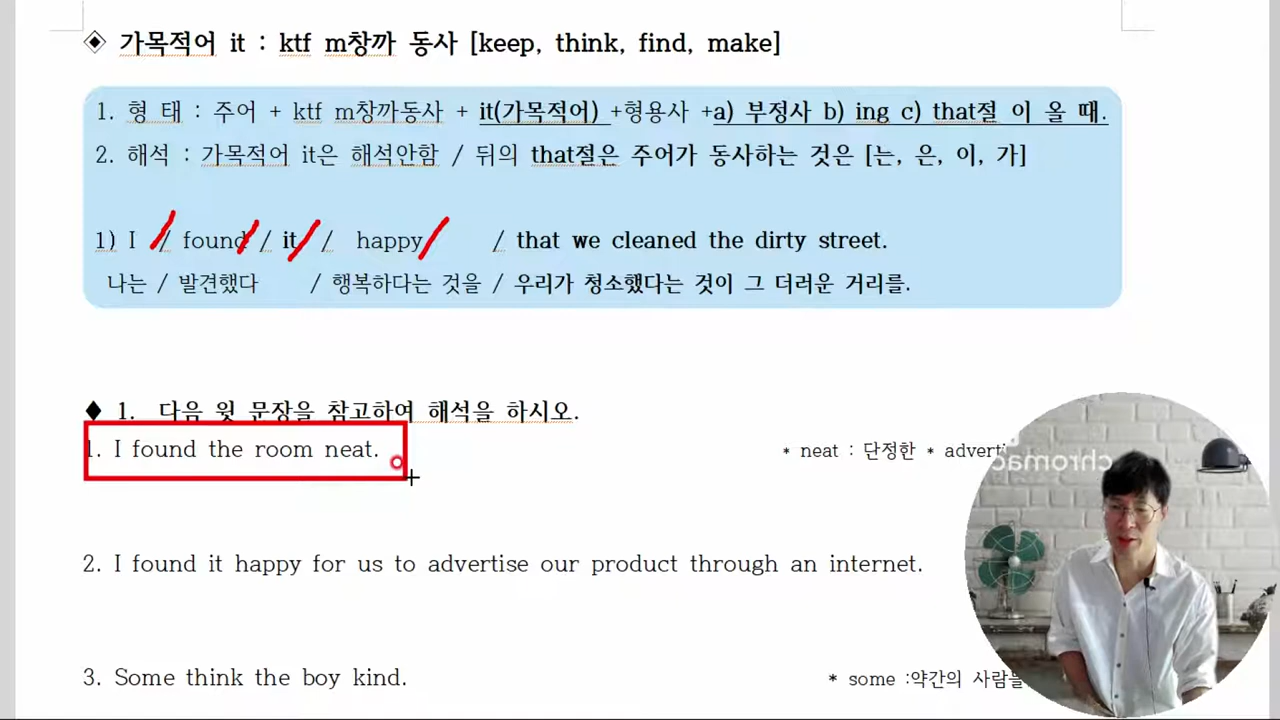 ◈ 가목적어 it : ktf m창까 동사 [keep, think, find, make]
1. 형 태 : 주어 + ktf m창까동사 + it(가목적어) +형용사 +a) 부정사 b) ing c) that절 이 올 때.
2. 해석 : 가목적어 it은 해석안함 / 뒤의 that절은 주어가 동사하는 것은 [는, 은, 이, 가]
1) I / found / it / happy / that we cleaned the dirty street.
나는 / 발견했다 / 행복하다는 것을 / 우리가 청소했다는 것이 그 더러운 거리를.
◆ 1. 다음 윗 문장을 참고하여 해석을 하시오.
1. I found the room neat. * neat : 단정한 *
2. I found it happy for us to advertise our product through an internet.
3. Some think the boy kind. * some :약간의